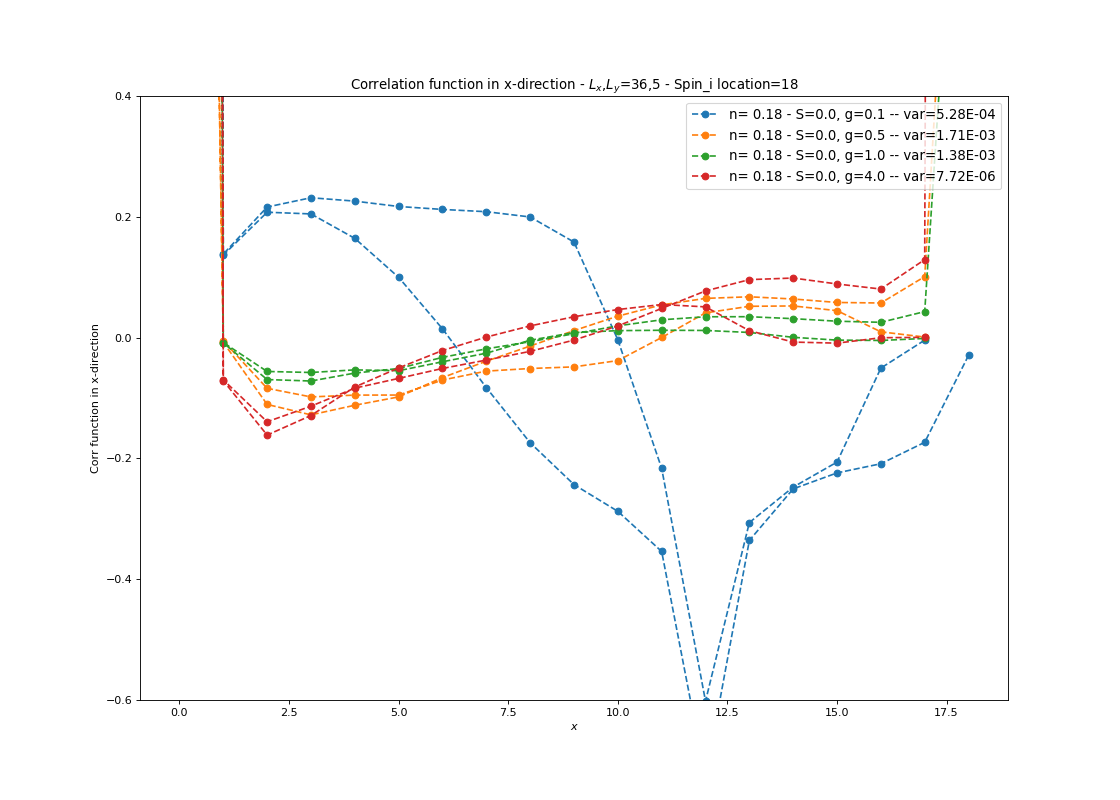 Correlation function in x-direction - Lx,Ly=36,5 - Spin_i location=18
n= 0.18 - S=0.0, g=0.1 -- var=5.28E-04
n= 0.18 - S=0.0, g=0.5 -- var=1.71E-03
n= 0.18 - S=0.0, g=1.0 -- var=1.38E-03
n= 0.18 - S=0.0, g=4.0 -- var=7.72E-06
Corr function in x-direction
0.4
0.2
0.0
−0.2
−0.4
−0.6
0.0 2.5 5.0 7.5 10.0 12.5 15.0 17.5
x